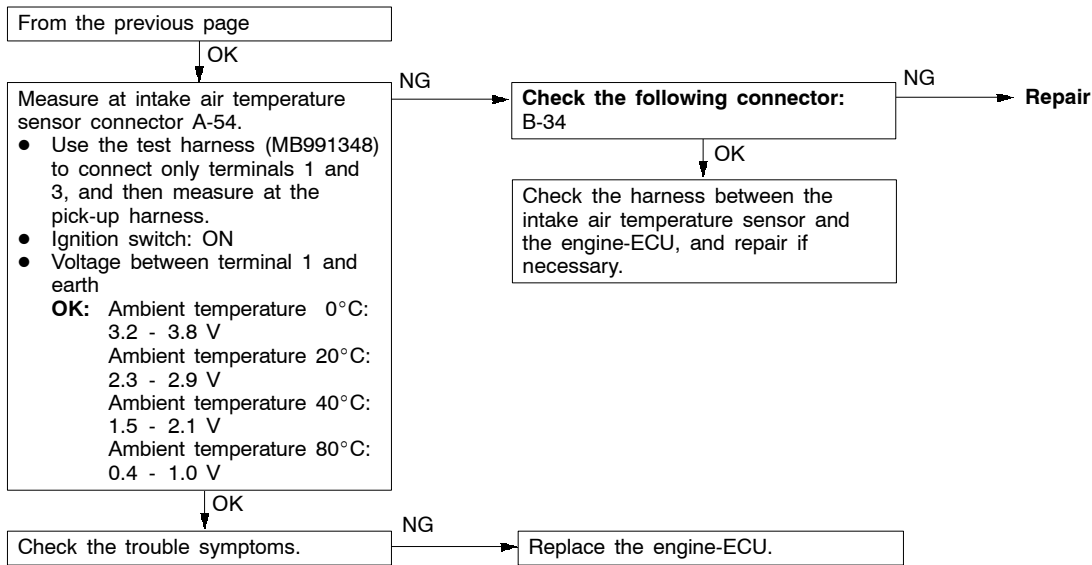 From the previous page
OK
Measure at intake air temperature
sensor connector A-54.
● Use the test harness (MB991348)
to connect only terminals 1 and
3, and then measure at the
pick-up harness.
● Ignition switch: ON
● Voltage between terminal 1 and
earth
OK: Ambient temperature 0°C:
3.2 - 3.8 V
Ambient temperature 20°C:
2.3 - 2.9 V
Ambient temperature 40°C:
1.5 - 2.1 V
Ambient temperature 80°C:
0.4 - 1.0 V
NG
Check the following connector:
B-34
NG
Repair
OK
Check the harness between the
intake air temperature sensor and
the engine-ECU, and repair if
necessary.
OK
Check the trouble symptoms.
NG
Replace the engine-ECU.